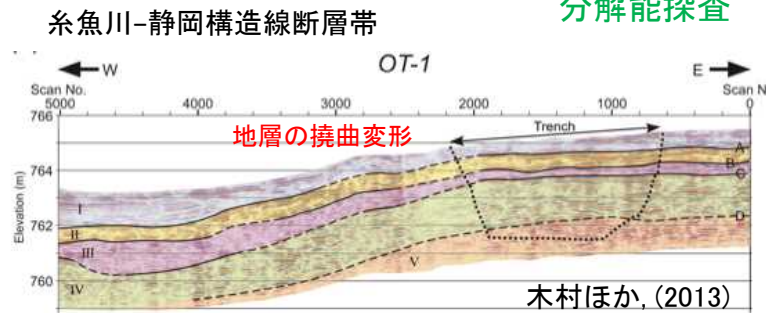 分解能探査
糸魚川-静岡構造線断層帯
W
OT-1
E
Scan No.
Scan N
5000
4000
3000
2000
1000
0
766
地層の撓曲変形
Trench
A
764
B
C
Elevation (m)
I
762
II
D
III
V
760
IV
木村ほか, (2013)